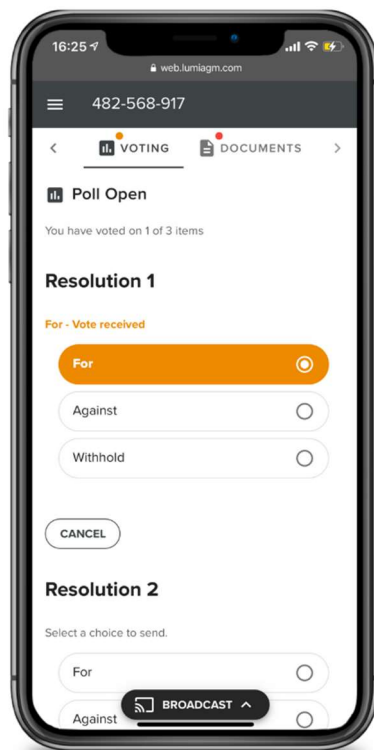 16:25
web.lumiagm.com
482-568-917
VOTING
DOCUMENTS
Poll Open
You have voted on 1 of 3 items
Resolution 1
For - Vote received
For
Against
Withhold
CANCEL
Resolution 2
Select a choice to send.
For
BROADCAST
Against